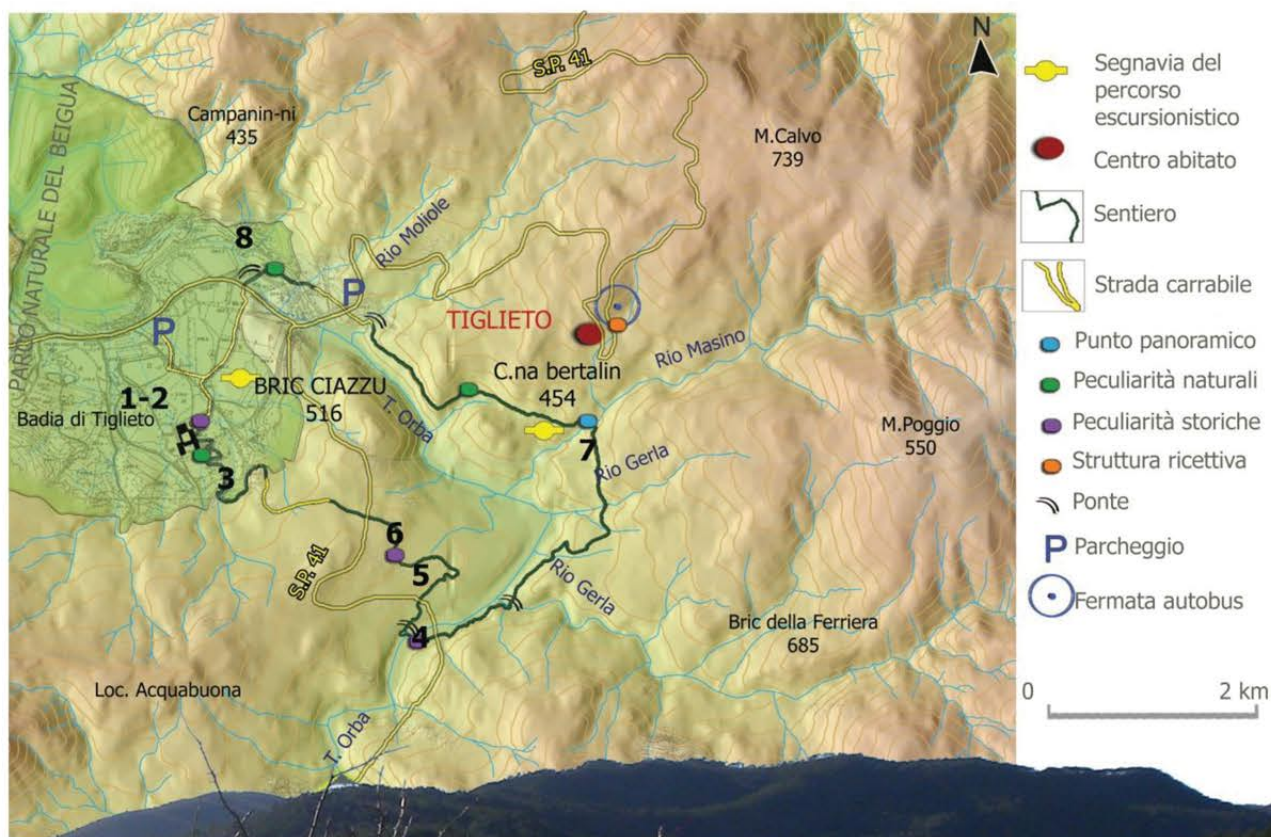 N
S.P. 41
Campanin-ni
435
M.Calvo
739
PARCO NATURALE DEL BEIGUA
8
Rio Moliole
P
P
TIGLIETO
Rio Masino
C.na bertalin
454
1-2
BRIC CIAZZU
516
Badia di Tiglieto
T. Orba
M.Poggio
550
7
Rio Gerla
3
6
5
S.P. 41
Rio Gerla
4
Bric della Ferriera
685
Loc. Acquabuona
T. Orba
Segnavia del
percorso
escursionistico
Centro abitato
Sentiero
Strada carrabile
Punto panoramico
Peculiarità naturali
Peculiarità storiche
Struttura ricettiva
Ponte
P Parcheggio
Fermata autobus
0 2 km